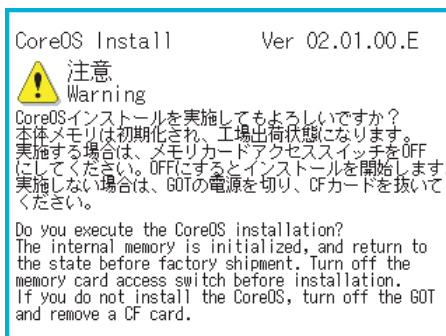 CoreOS Install Ver 02.01.00.E
注意
Warning
CoreOSインストールを実施してもよろしいですか？
本体メモリは初期化され、工場出荷状態になります。
実施する場合は、メモリカードアクセススイッチをOFF
にしてください。OFFにするとインストールを開始します。
実施しない場合は、GOTの電源を切り、CFカードを抜いて
ください。
Do you execute the CoreOS installation?
The internal memory is initialized, and return to
the state before factory shipment. Turn off the
memory card access switch before installation.
If you do not install the CoreOS, turn off the GOT
and remove a CF card.